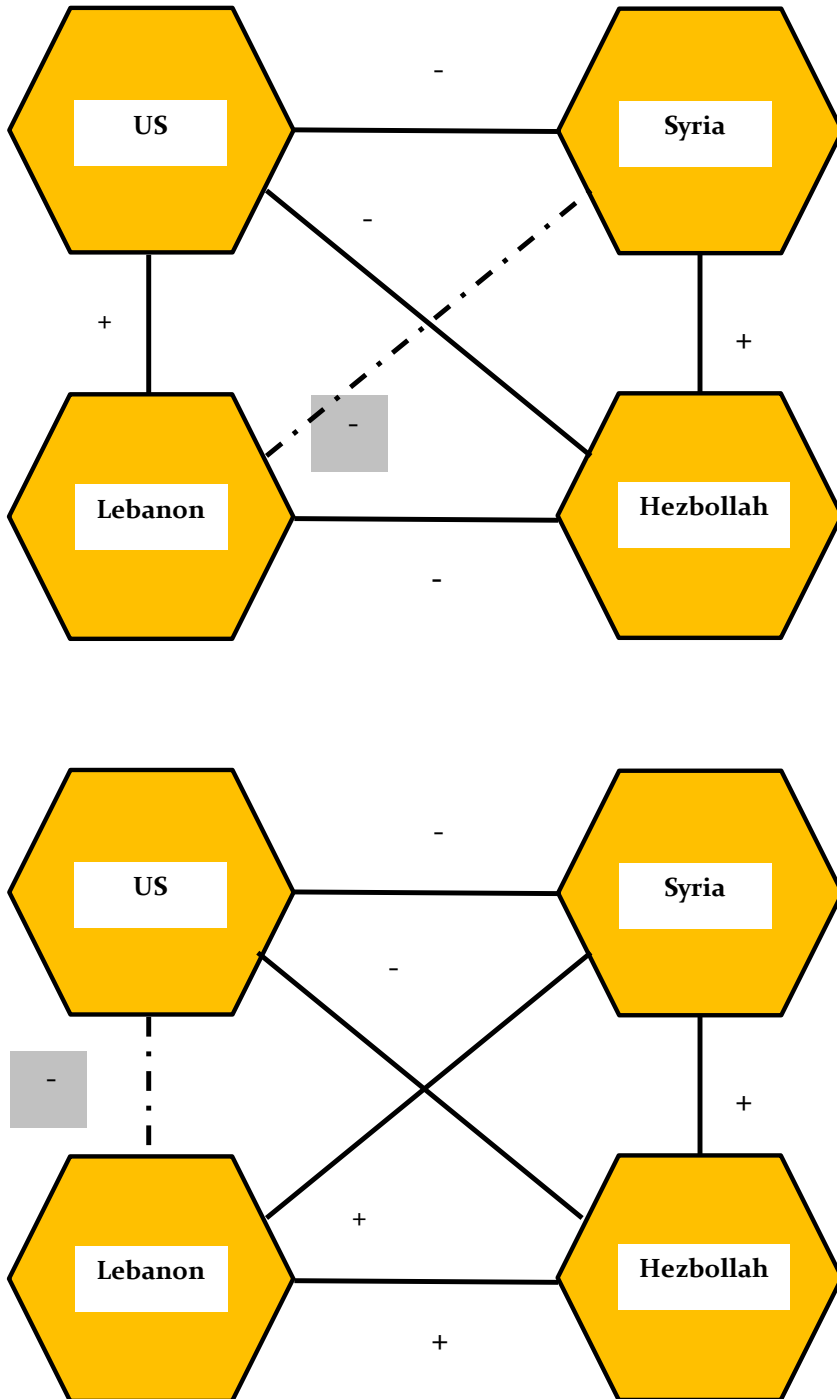 -
US
Syria
-
+
+
-
Lebanon
Hezbollah
-
-
US
Syria
-
-
+
+
Lebanon
Hezbollah
+